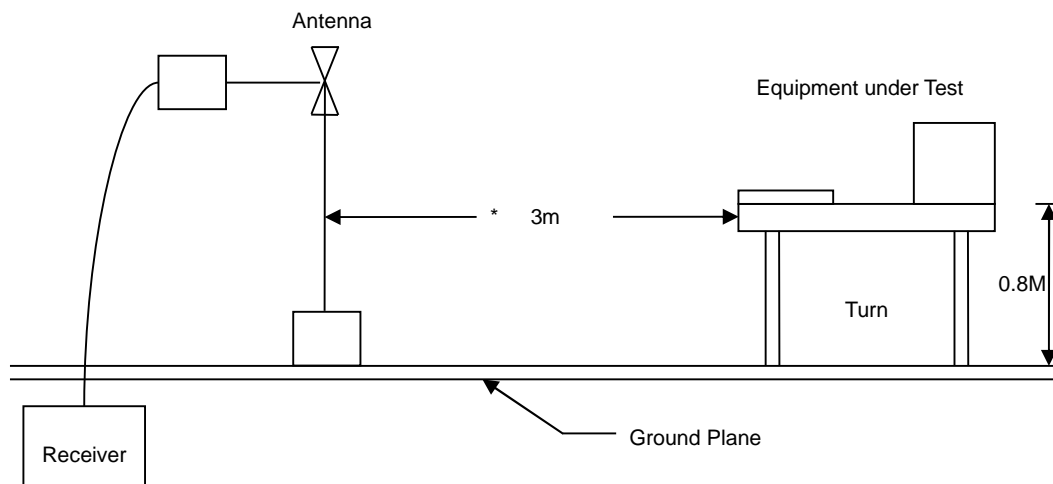 Antenna
Equipment under Test
* 3m
0.8M
Turn
Ground Plane
Receiver